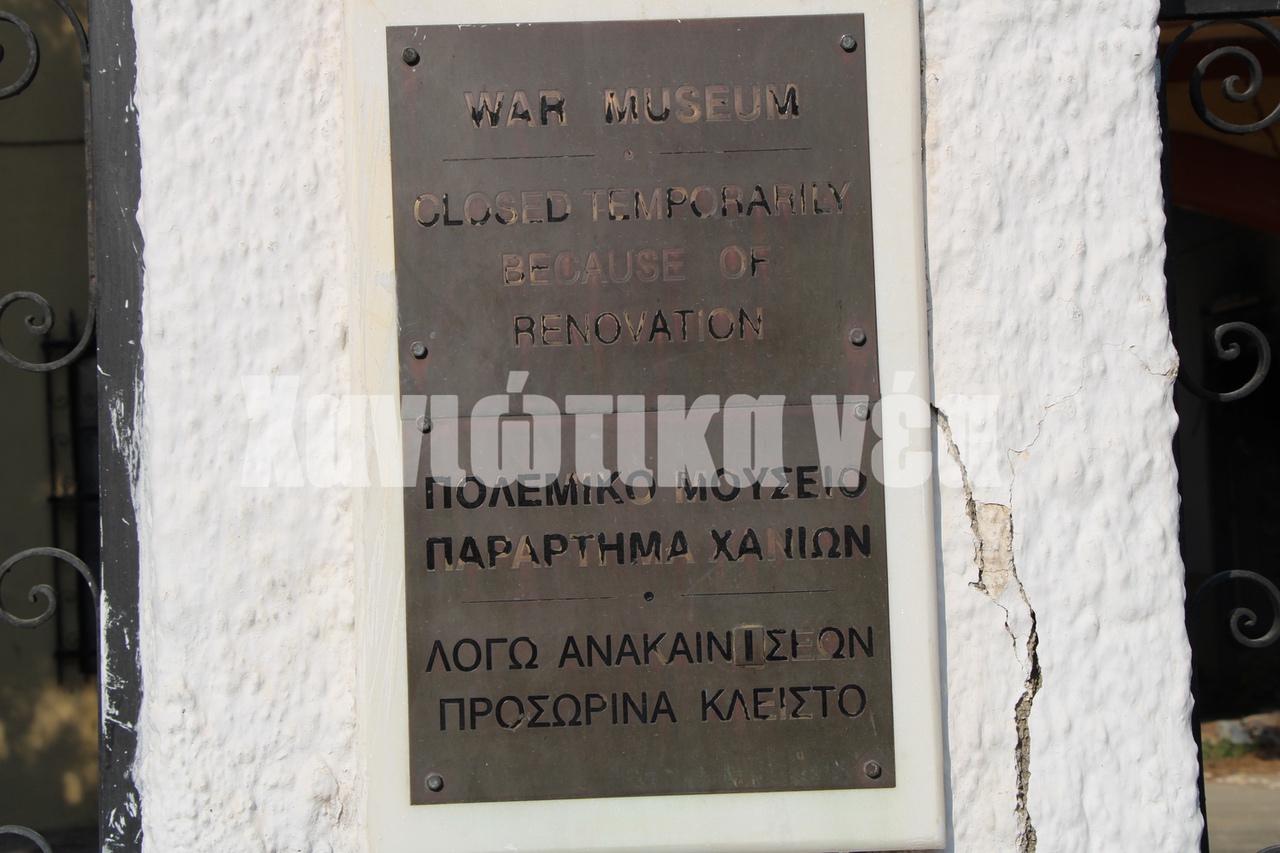 WAR MUSEUM
CLOSED TEMPORARILY
BECAUSE OF
RENOVATION
Χανιώτικα νέα
ΠΟΛΕΜΙΚΟ ΜΟΥΣΕΙΟ
ΠΑΡΑΡΤΗΜΑ ΧΑΝΙΩΝ
ΛΟΓΩ ΑΝΑΚΑΙΝΙΣΕΩΝ
ΠΡΟΣΩΡΙΝΑ ΚΛΕΙΣΤΟ